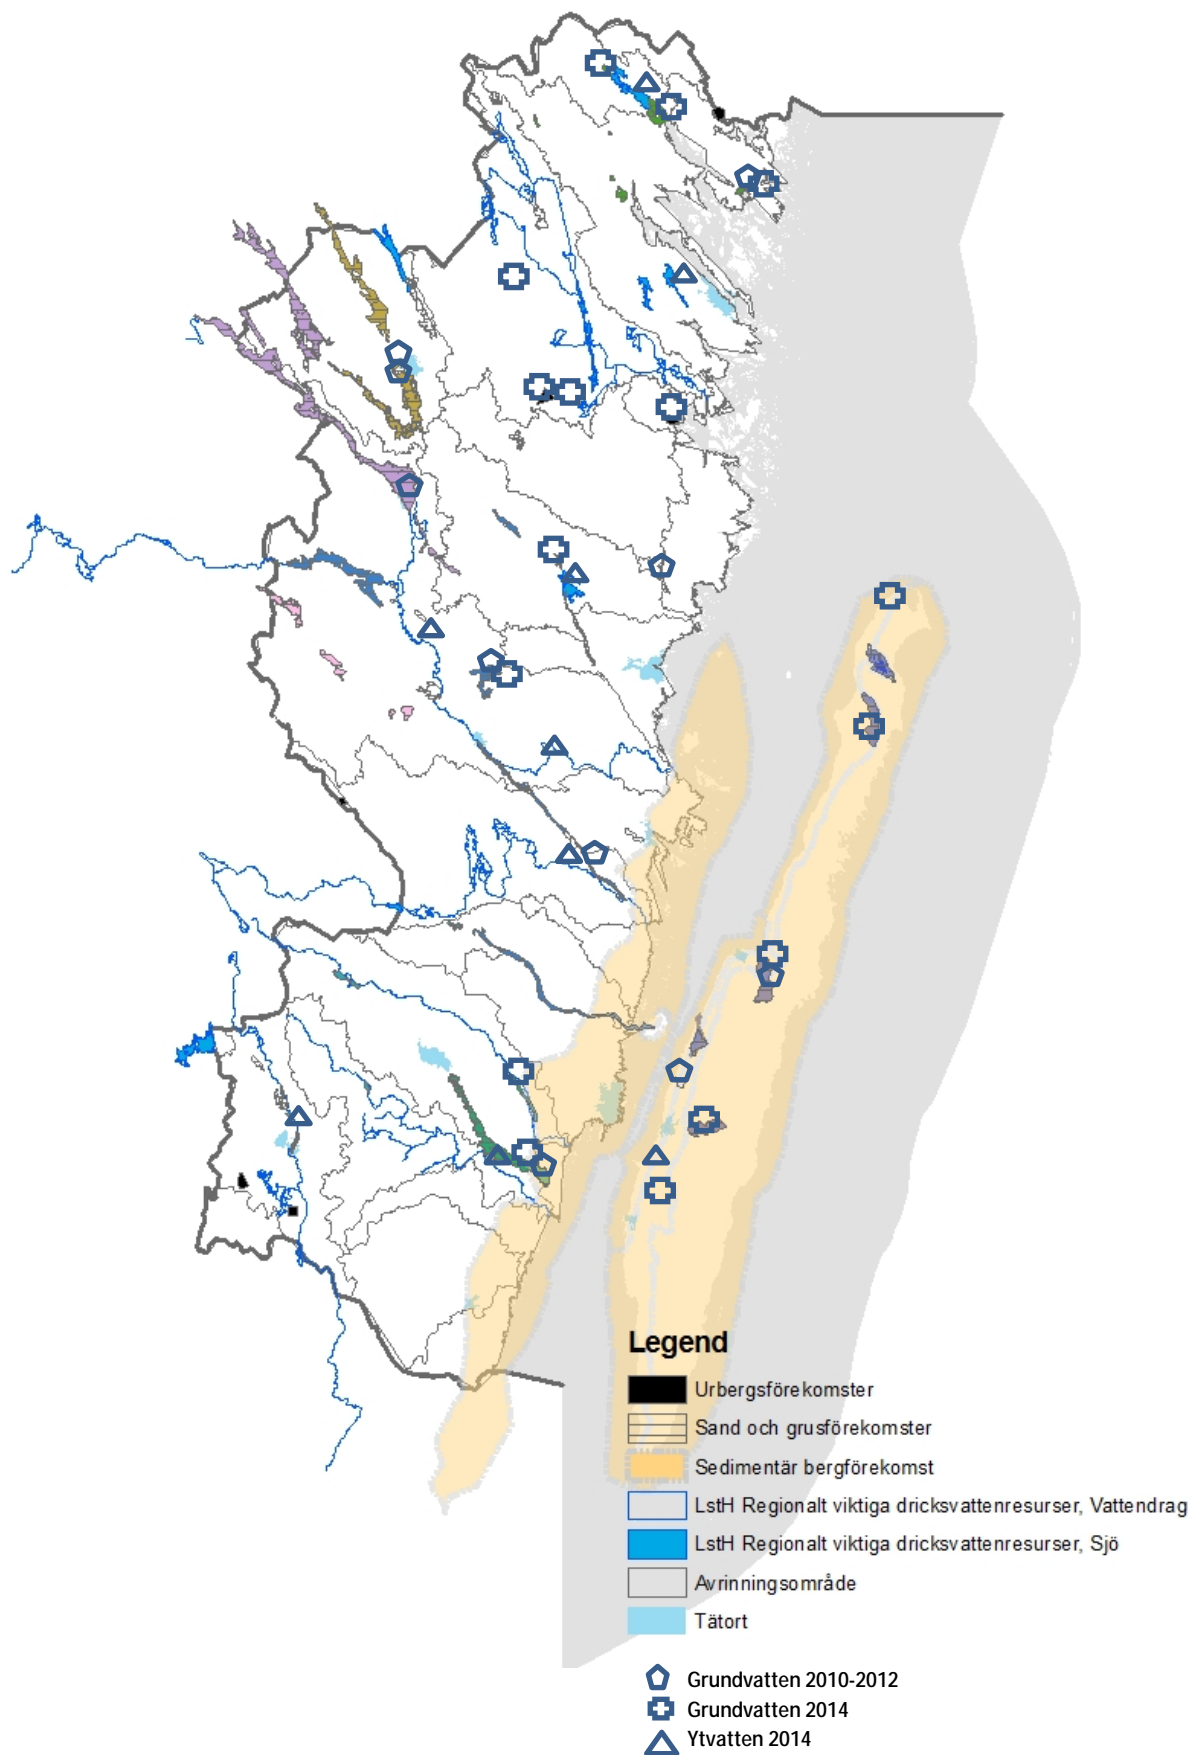 Legend
Urbergsförekomster
Sand och grusförekomster
Sedimentär bergförekomst
LstH Regionalt viktiga dricksvattenresurser, Vattendrag
LstH Regionalt viktiga dricksvattenresurser, Sjö
Avrinningsområde
Tätort
Grundvatten 2010-2012
Grundvatten 2014
Ytvatten 2014